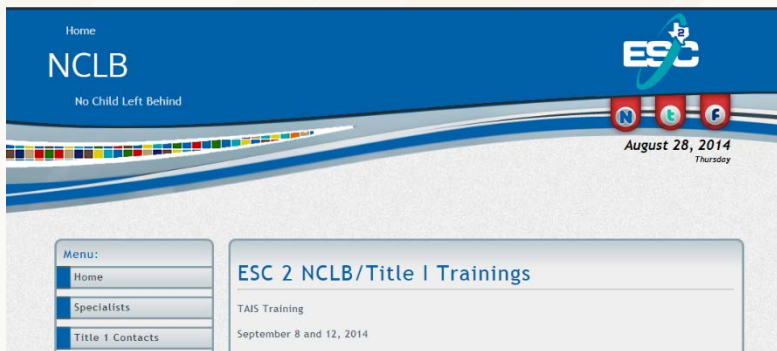 Home
NCLB
No Child Left Behind
ESC
2
N t F
August 28, 2014
Thursday
Menu:
Home
Specialists
Title 1 Contacts
ESC 2 NCLB/Title I Trainings
TAIS Training
September 8 and 12, 2014